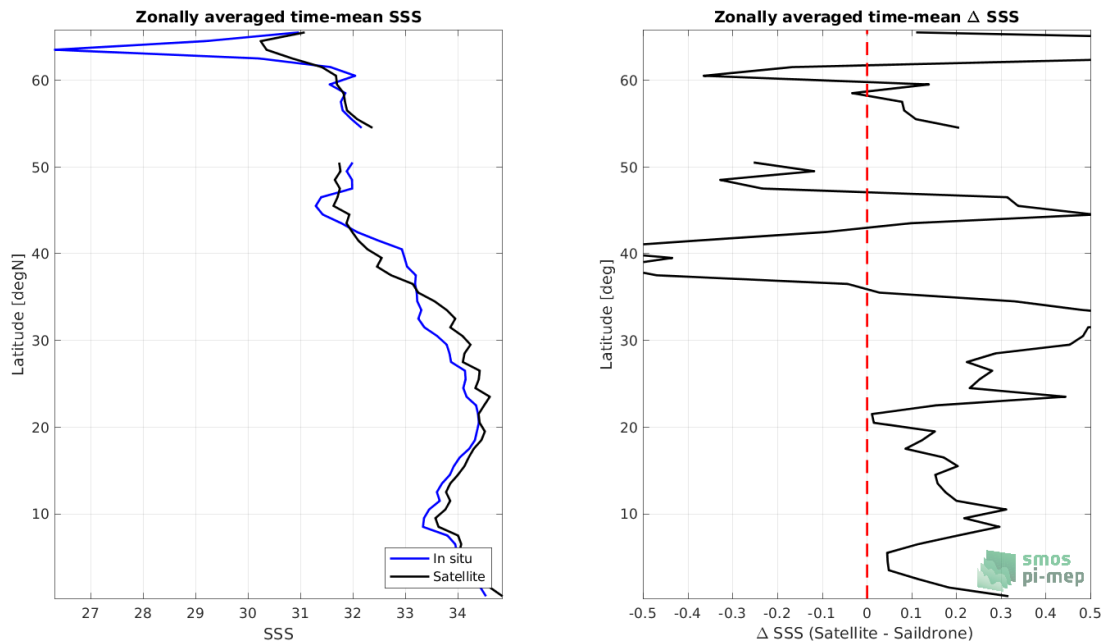 Zonally averaged time-mean SSS
60
50
40
30
20
10
Latitude [degN]
27 28 29 30 31 32 33 34
SSS
In situ
Satellite
Zonally averaged time-mean Δ SSS
60
50
40
30
20
10
Latitude [deg]
-0.5 -0.4 -0.3 -0.2 -0.1 0 0.1 0.2 0.3 0.4 0.5
Δ SSS (Satellite - Saildrone)
smos
pi-mep